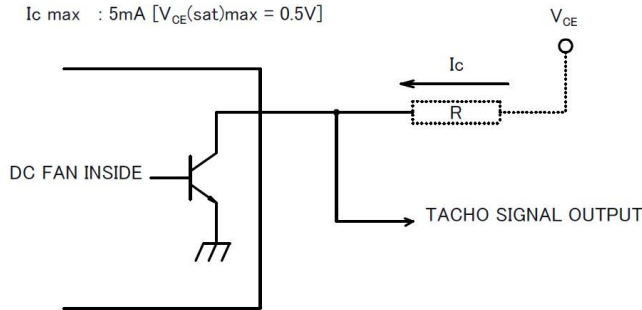 Ic max : 5mA [VCE(sat)max = 0.5V]
VCE
Ic
R
DC FAN INSIDE
TACHO SIGNAL OUTPUT